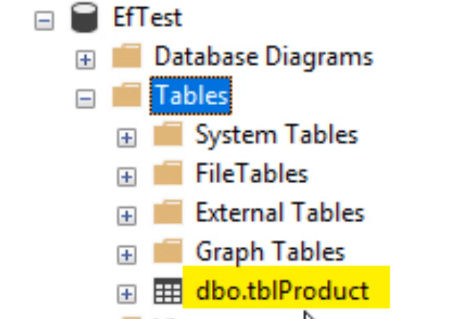 EfTest
Database Diagrams
Tables
System Tables
FileTables
External Tables
Graph Tables
dbo.tblProduct